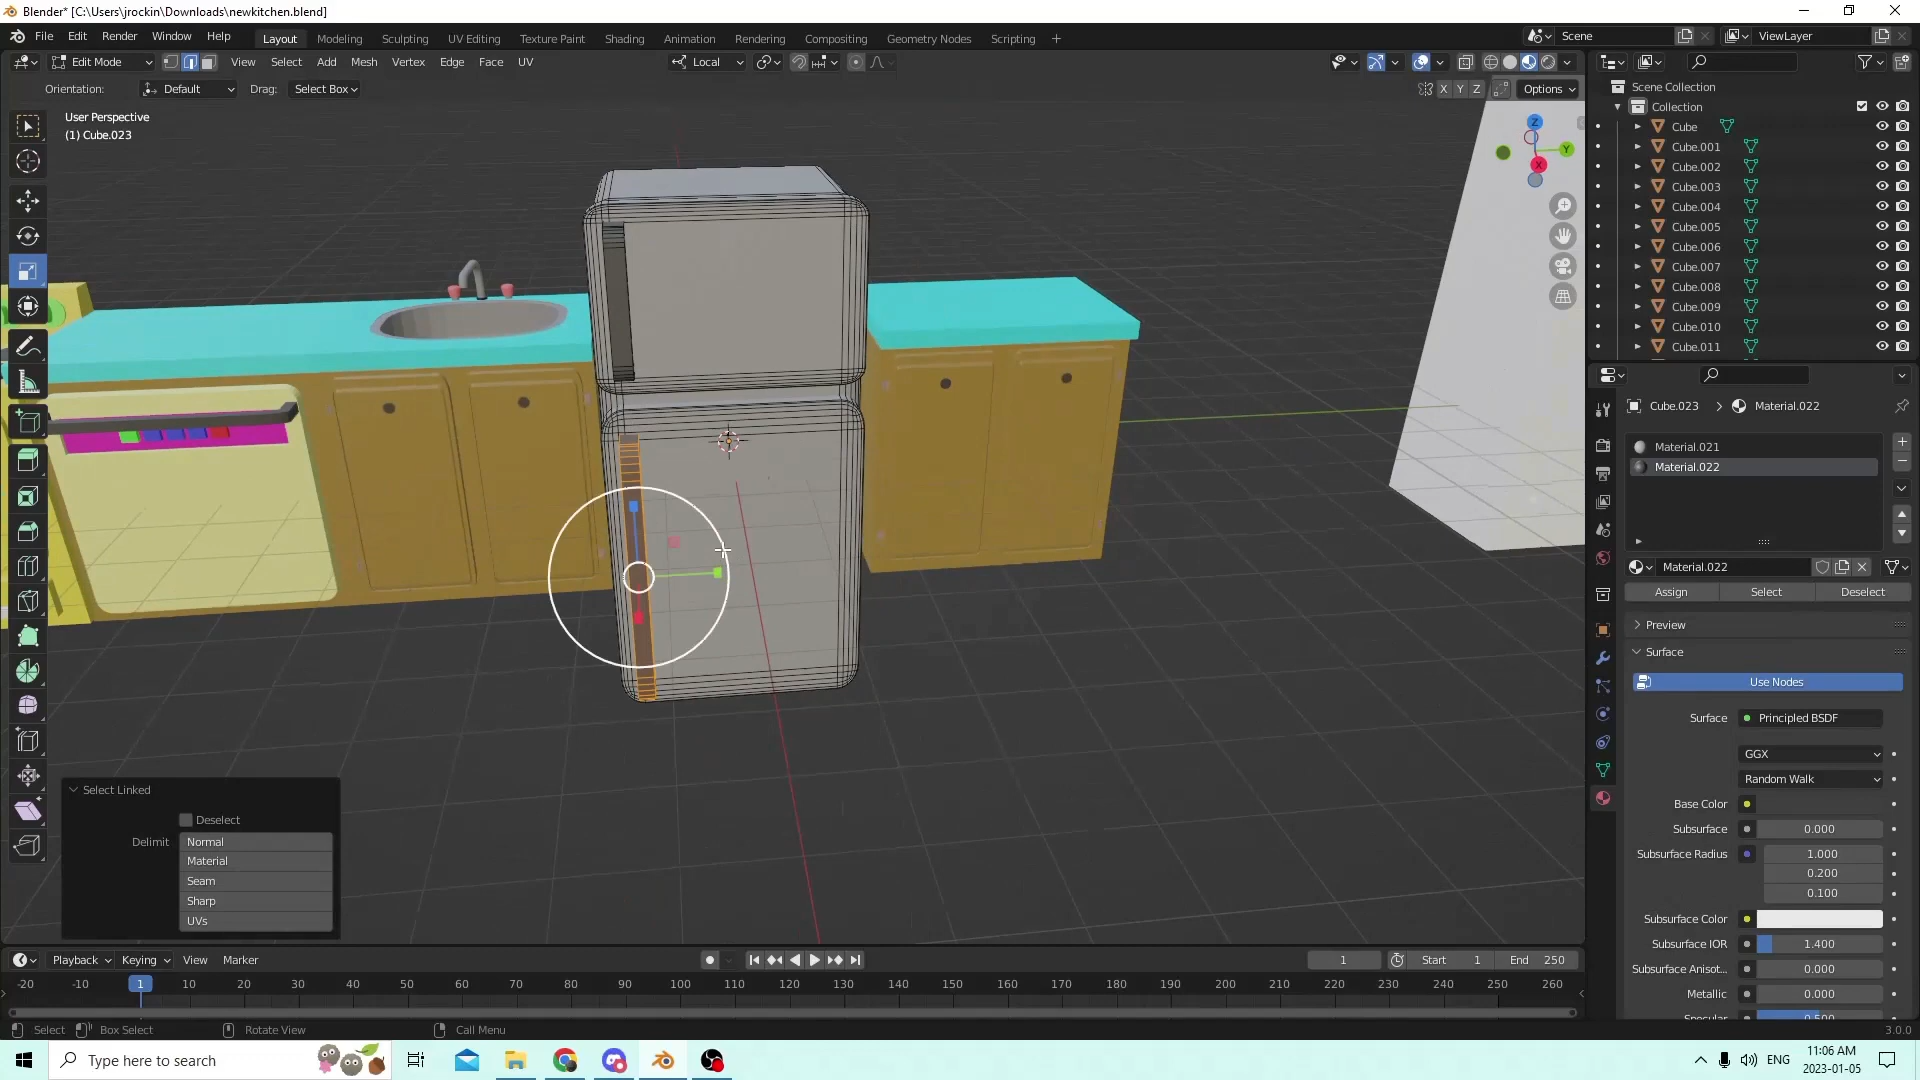 Blender* [C:\Users\jrockin\Downloads\newkitchen.blend]
File Edit Render Window Help Layout Modeling Sculpting UV Editing Texture Paint Shading Animation Rendering Compositing Geometry Nodes Scripting + Scene ViewLayer
Edit Mode View Select Add Mesh Vertex Edge Face UV Local
Orientation: Default Drag: Select Box X Y Z Options
User Perspective
(1) Cube.023
Z
Y
X
Scene Collection
Collection
Cube
Cube.001
Cube.002
Cube.003
Cube.004
Cube.005
Cube.006
Cube.007
Cube.008
Cube.009
Cube.010
Cube.011
Cube.023 > Material.022
Material.021
Material.022
Material.022
Assign Select Deselect
Preview
Surface
Use Nodes
Surface Principled BSDF
GGX
Random Walk
Base Color
Subsurface 0.000
Subsurface Radius 1.000
0.200
0.100
Subsurface Color
Subsurface IOR 1.400
Subsurface Anisot... 0.000
Metallic 0.000
Specular 0.500
Select Linked
Deselect
Delimit Normal
Material
Seam
Sharp
UVs
Playback Keying View Marker 1 Start 1 End 250
-20 -10 1 10 20 30 40 50 60 70 80 90 100 110 120 130 140 150 160 170 180 190 200 210 220 230 240 250 260
Select Box Select Rotate View Call Menu 3.0.0
Type here to search ENG 11:06 AM
2023-01-05